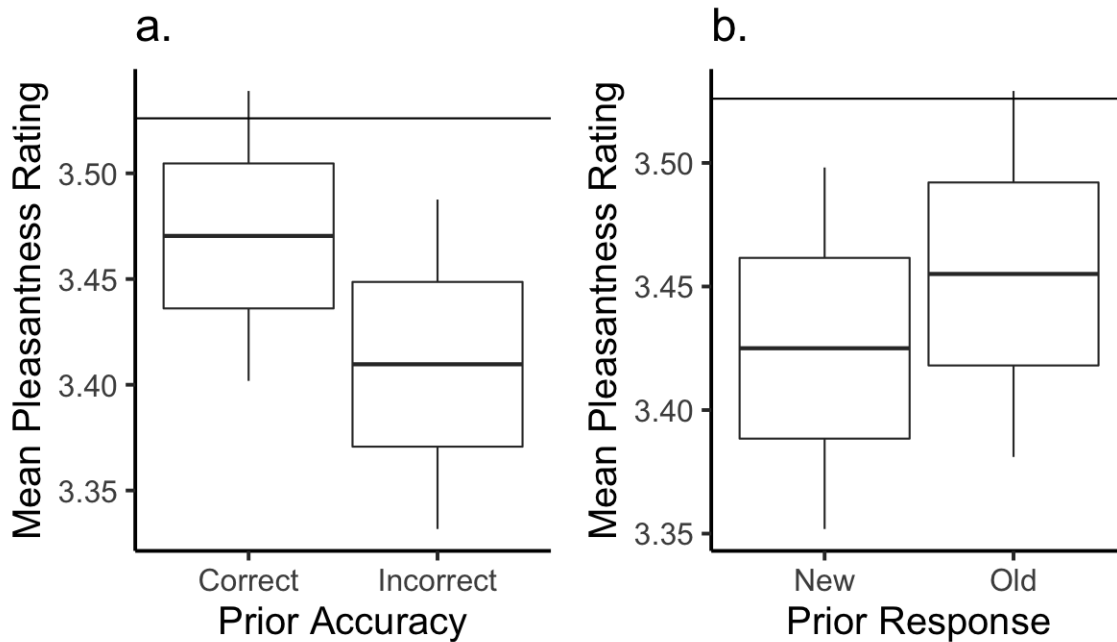 a.
Mean Pleasantness Rating
3.50
3.45
3.40
3.35
Correct Incorrect
Prior Accuracy
b.
Mean Pleasantness Rating
3.50
3.45
3.40
3.35
New Old
Prior Response